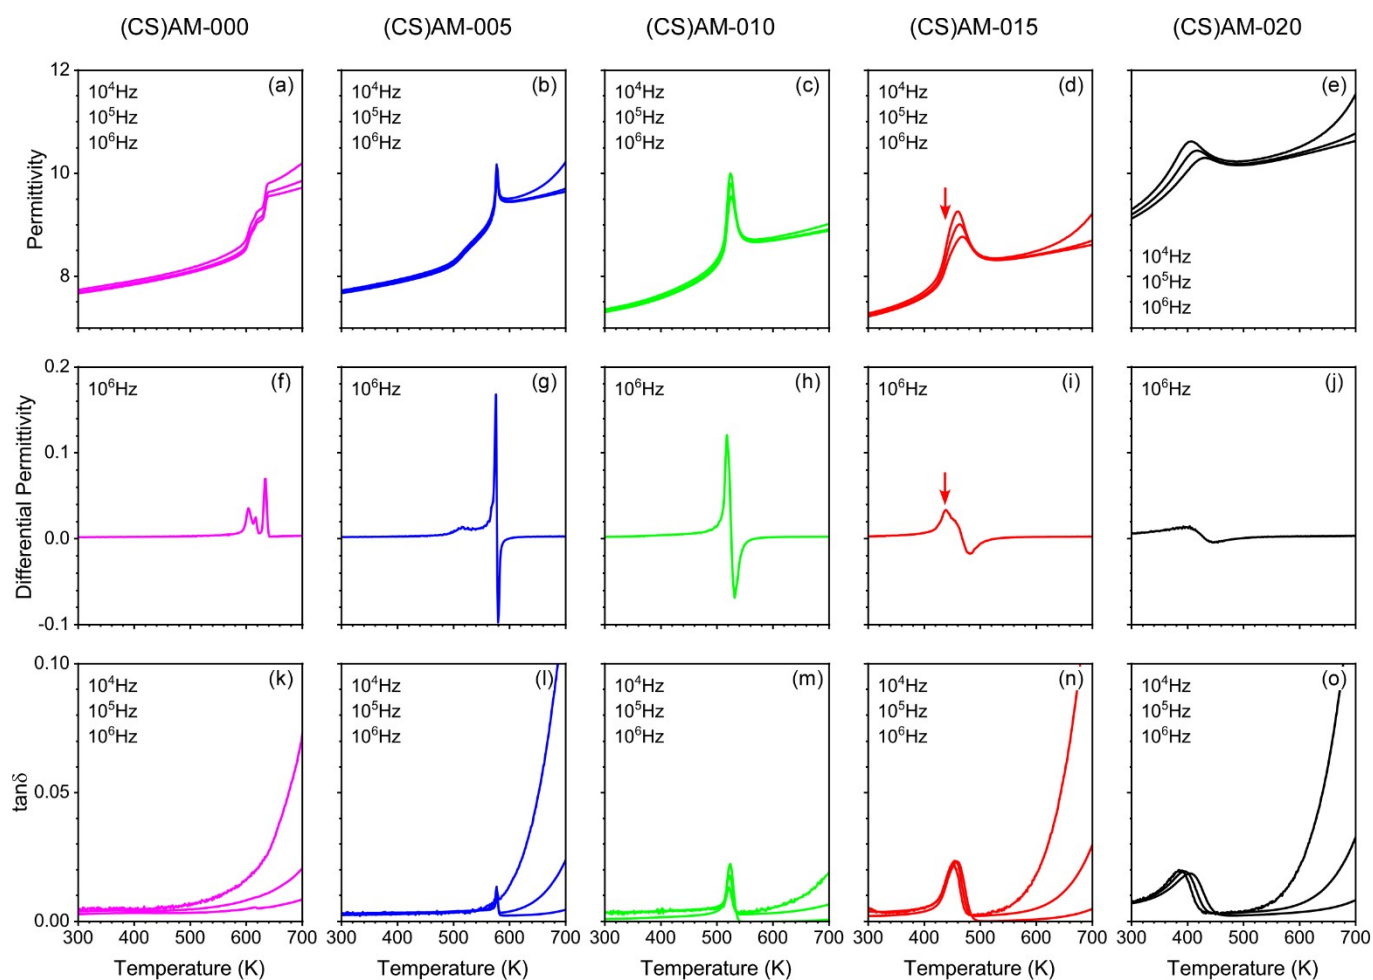 (CS)AM-000 (CS)AM-005 (CS)AM-010 (CS)AM-015 (CS)AM-020
12
10
8
Permittivity
10⁴Hz
10⁵Hz
10⁶Hz
(a)
10⁴Hz
10⁵Hz
10⁶Hz
(b)
10⁴Hz
10⁵Hz
10⁶Hz
(c)
10⁴Hz
10⁵Hz
10⁶Hz
(d)
(e)
10⁴Hz
10⁵Hz
10⁶Hz
0.2
0.1
0.0
-0.1
Differential Permittivity
10⁶Hz (f)
10⁶Hz (g)
10⁶Hz (h)
10⁶Hz (i)
10⁶Hz (j)
0.10
0.05
0.00
tanδ
10⁴Hz
10⁵Hz
10⁶Hz
(k)
10⁴Hz
10⁵Hz
10⁶Hz
(l)
10⁴Hz
10⁵Hz
10⁶Hz
(m)
10⁴Hz
10⁵Hz
10⁶Hz
(n)
10⁴Hz
10⁵Hz
10⁶Hz
(o)
300 400 500 600 700 300 400 500 600 700 300 400 500 600 700 300 400 500 600 700 300 400 500 600 700
Temperature (K) Temperature (K) Temperature (K) Temperature (K) Temperature (K)